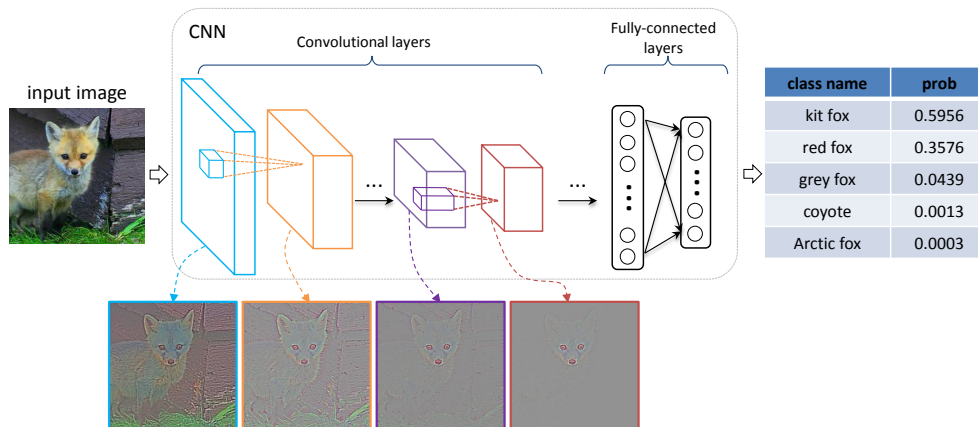 CNN
Convolutional layers
Fully-connected
layers
input image
...
...
class name prob
kit fox 0.5956
red fox 0.3576
grey fox 0.0439
coyote 0.0013
Arctic fox 0.0003